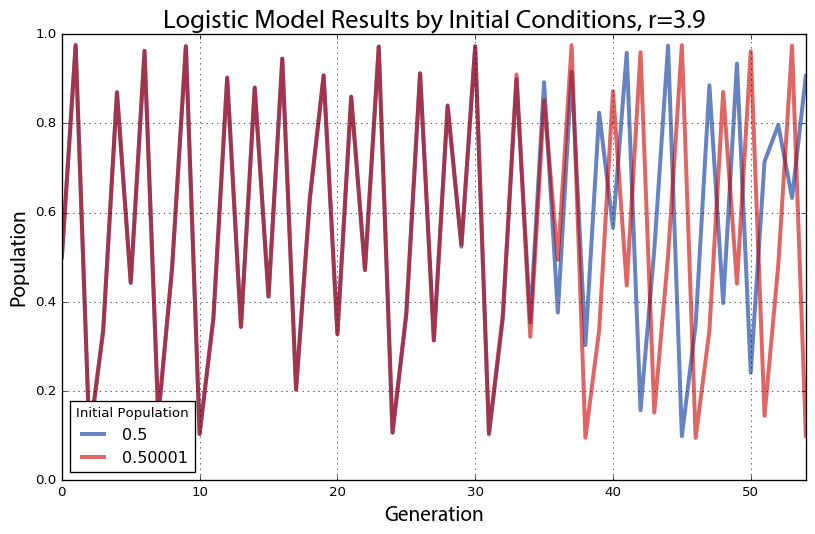 Logistic Model Results by Initial Conditions, r=3.9
Population
1.0
0.8
0.6
0.4
0.2
0.0
Initial Population
0.5
0.50001
0 10 20 30 40 50
Generation